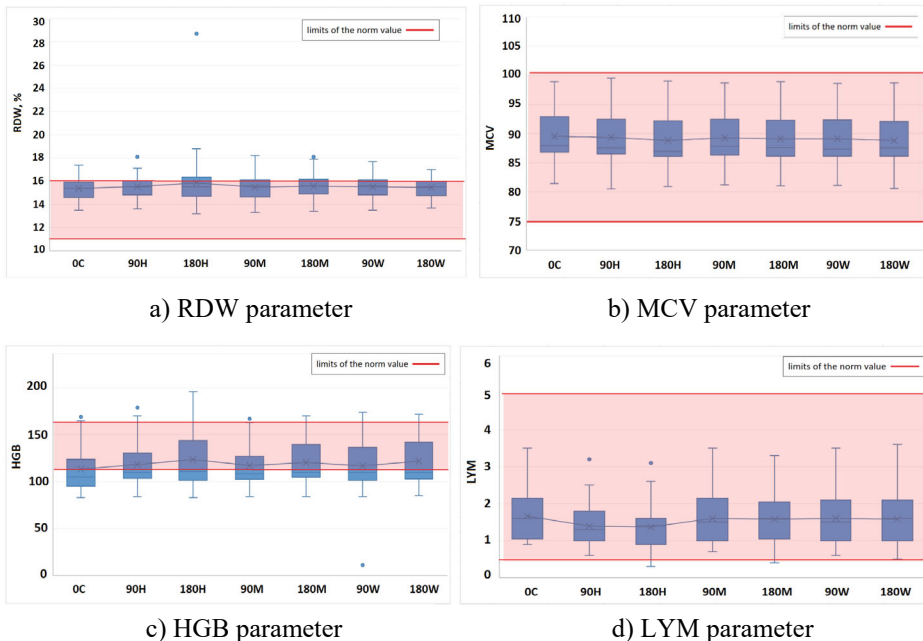 limits of the norm value
RDW, %
30
28
26
24
22
20
18
16
14
12
10
0C 90H 180H 90M 180M 90W 180W
a) RDW parameter
limits of the norm value
MCV
110
105
100
95
90
85
80
75
70
0C 90H 180H 90M 180M 90W 180W
b) MCV parameter
limits of the norm value
HGB
200
150
100
50
0
0C 90H 180H 90M 180M 90W 180W
c) HGB parameter
limits of the norm value
LYM
6
5
4
3
2
1
0
0C 90H 180H 90M 180M 90W 180W
d) LYM parameter